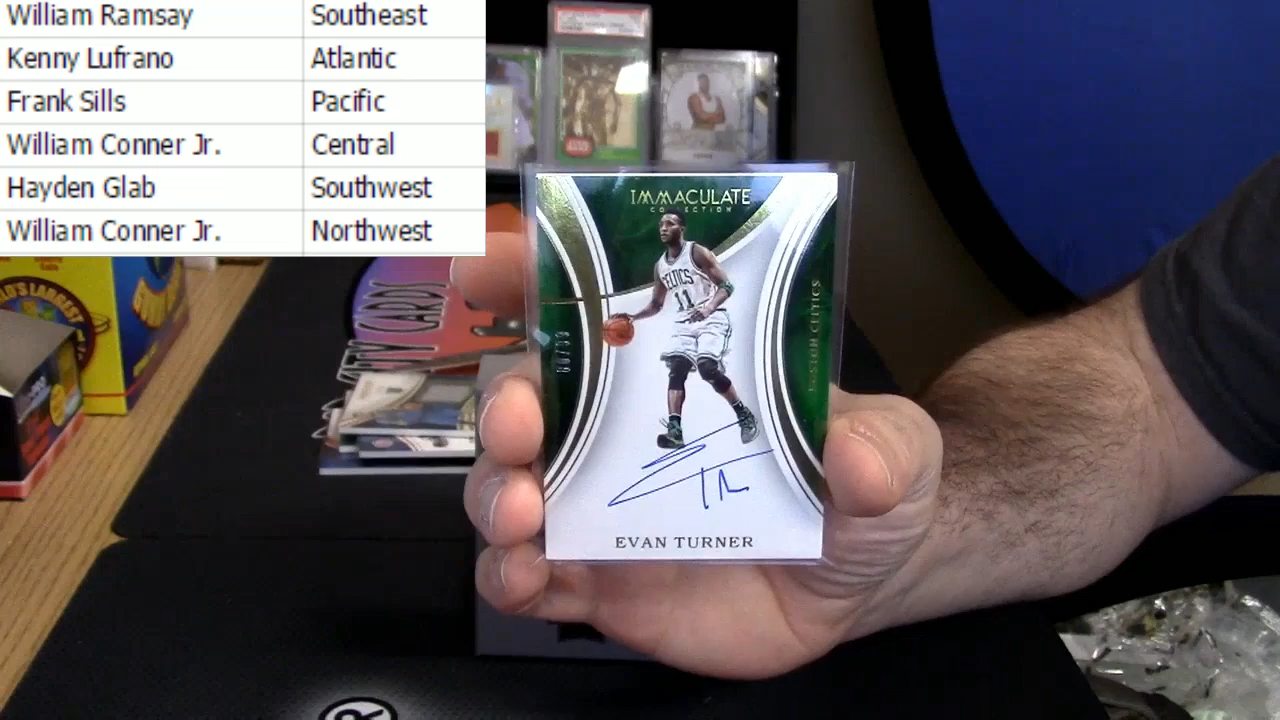 William Ramsay Southeast
Kenny Lufrano Atlantic
Frank Sills Pacific
William Conner Jr. Central
Hayden Glab Southwest
William Conner Jr. Northwest
IMMACULATE
COLLECTION
CELTICS
11
BOSTON CELTICS
EVAN TURNER
CARDS